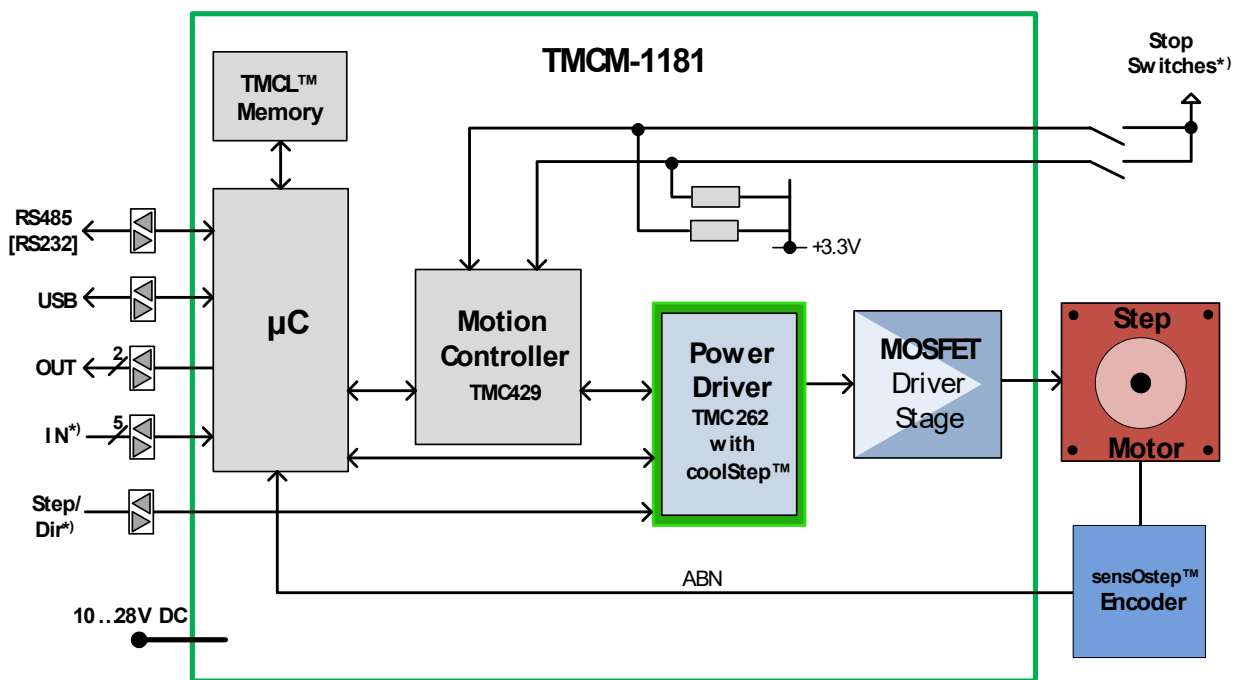 TMCM-1181
Stop
Switches*)
TMCL™
Memory
RS485
[RS232]
+3.3V
USB
µC
Motion
Controller
TMC429
Power
Driver
TMC262
with
coolStep™
MOSFET
Driver
Stage
Step
Motor
OUT
2
IN*)
5
Step/
Dir*)
ABN
sensOstep™
Encoder
10...28V DC